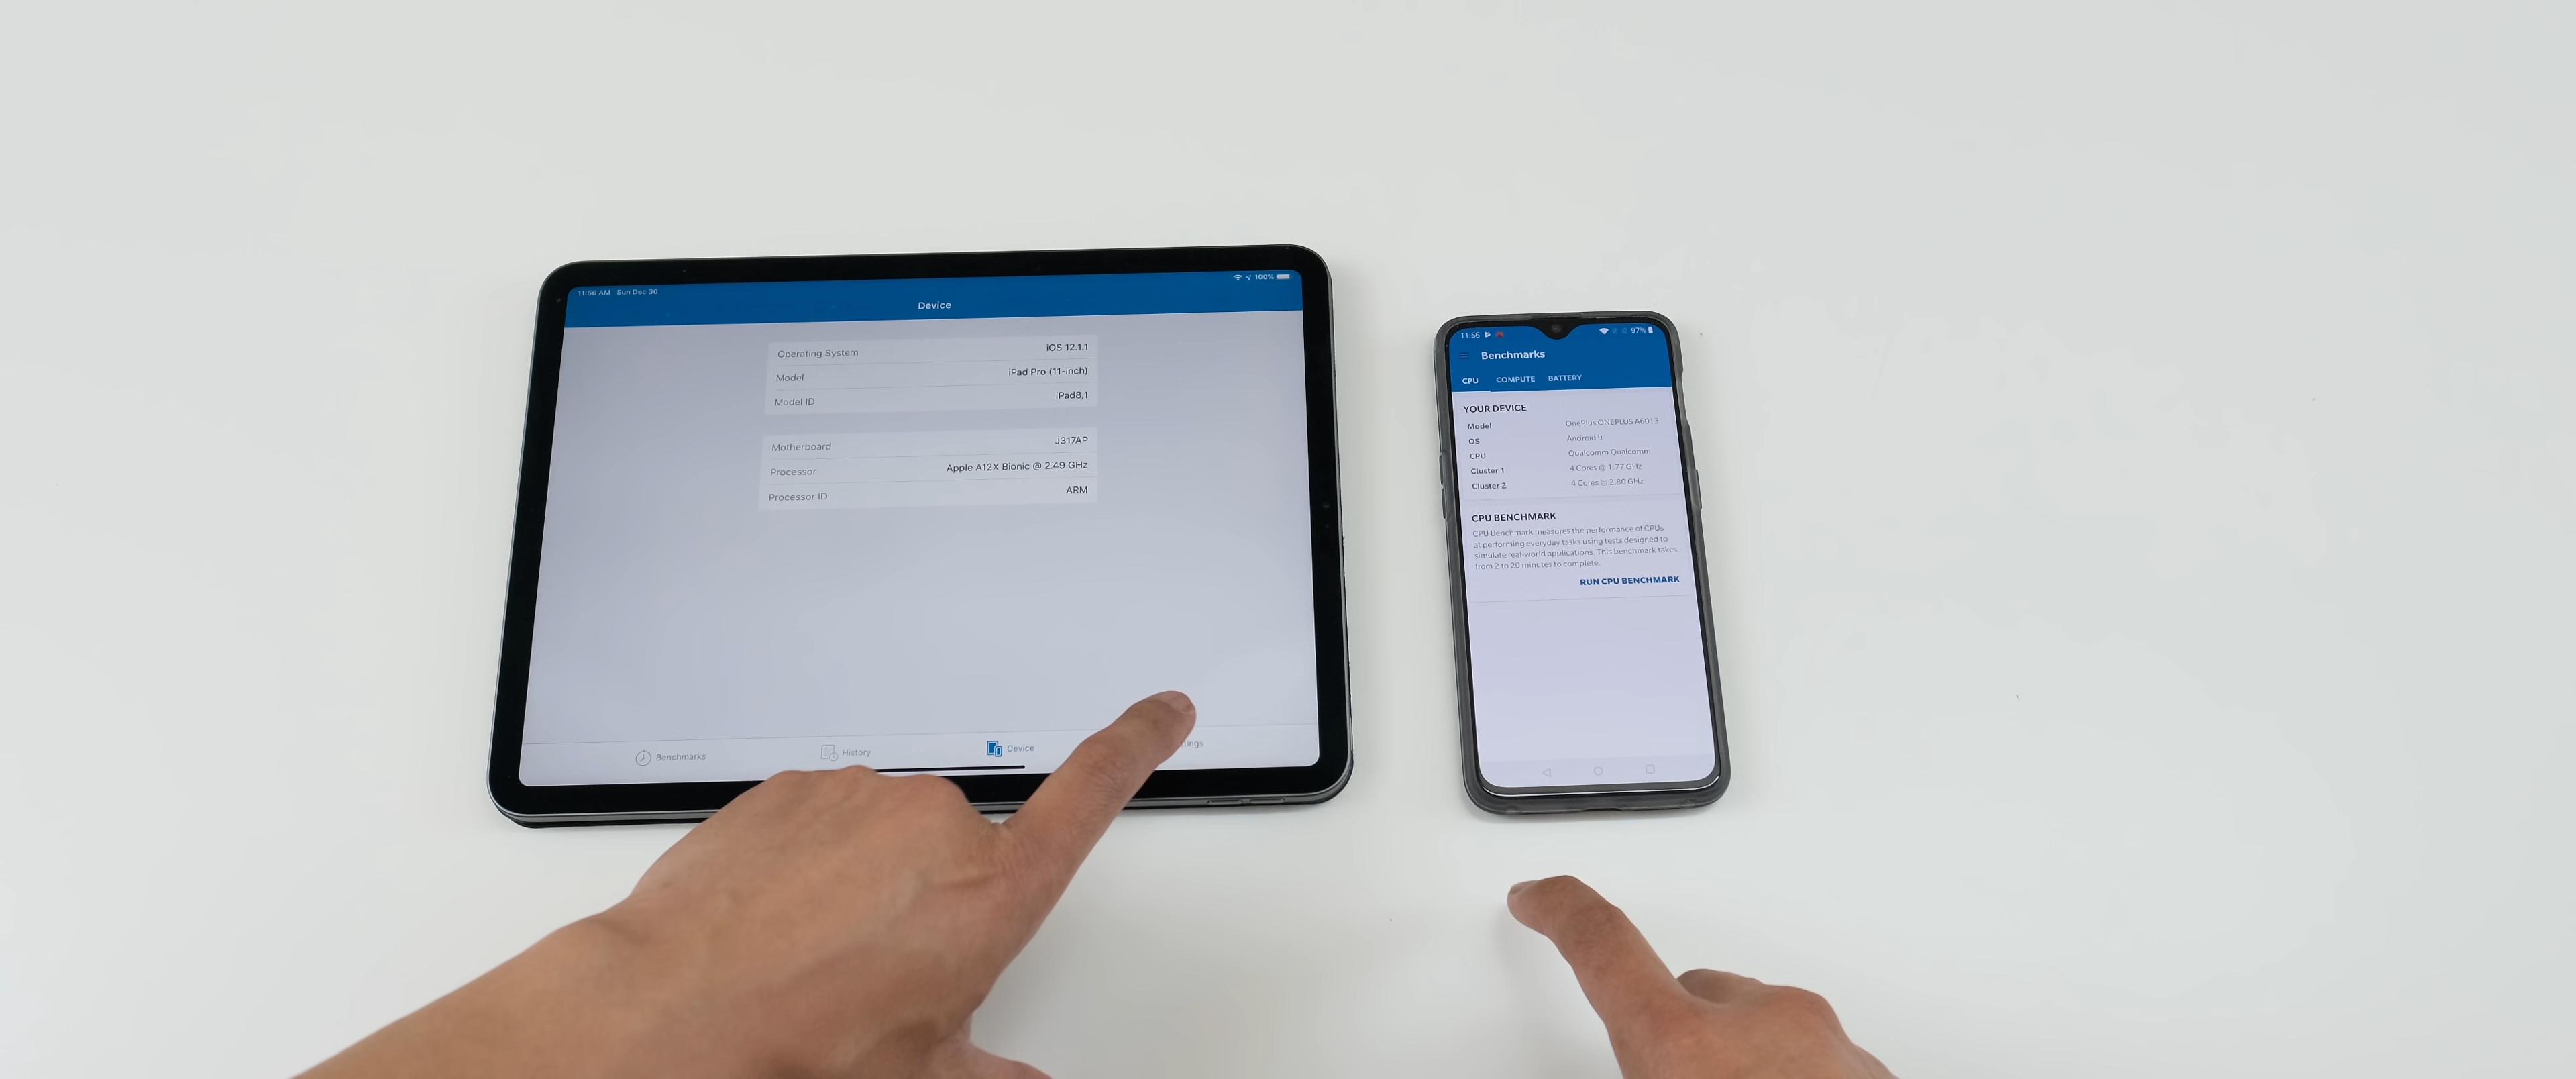 11:56 AM Sun Dec 30
100%
Device
Operating System iOS 12.1.1
Model iPad Pro (11-inch)
Model ID iPad8,1
Motherboard J317AP
Processor Apple A12X Bionic @ 2.49 GHz
Processor ID ARM
Benchmarks History Device tings
11:56 97%
Benchmarks
CPU COMPUTE BATTERY
YOUR DEVICE
Model OnePlus ONEPLUS A6013
OS Android 9
CPU Qualcomm Qualcomm
Cluster 1 4 Cores @ 1.77 GHz
Cluster 2 4 Cores @ 2.80 GHz
CPU BENCHMARK
CPU Benchmark measures the performance of CPUs
at performing everyday tasks using tests designed to
simulate real-world applications. This benchmark takes
from 2 to 20 minutes to complete.
RUN CPU BENCHMARK